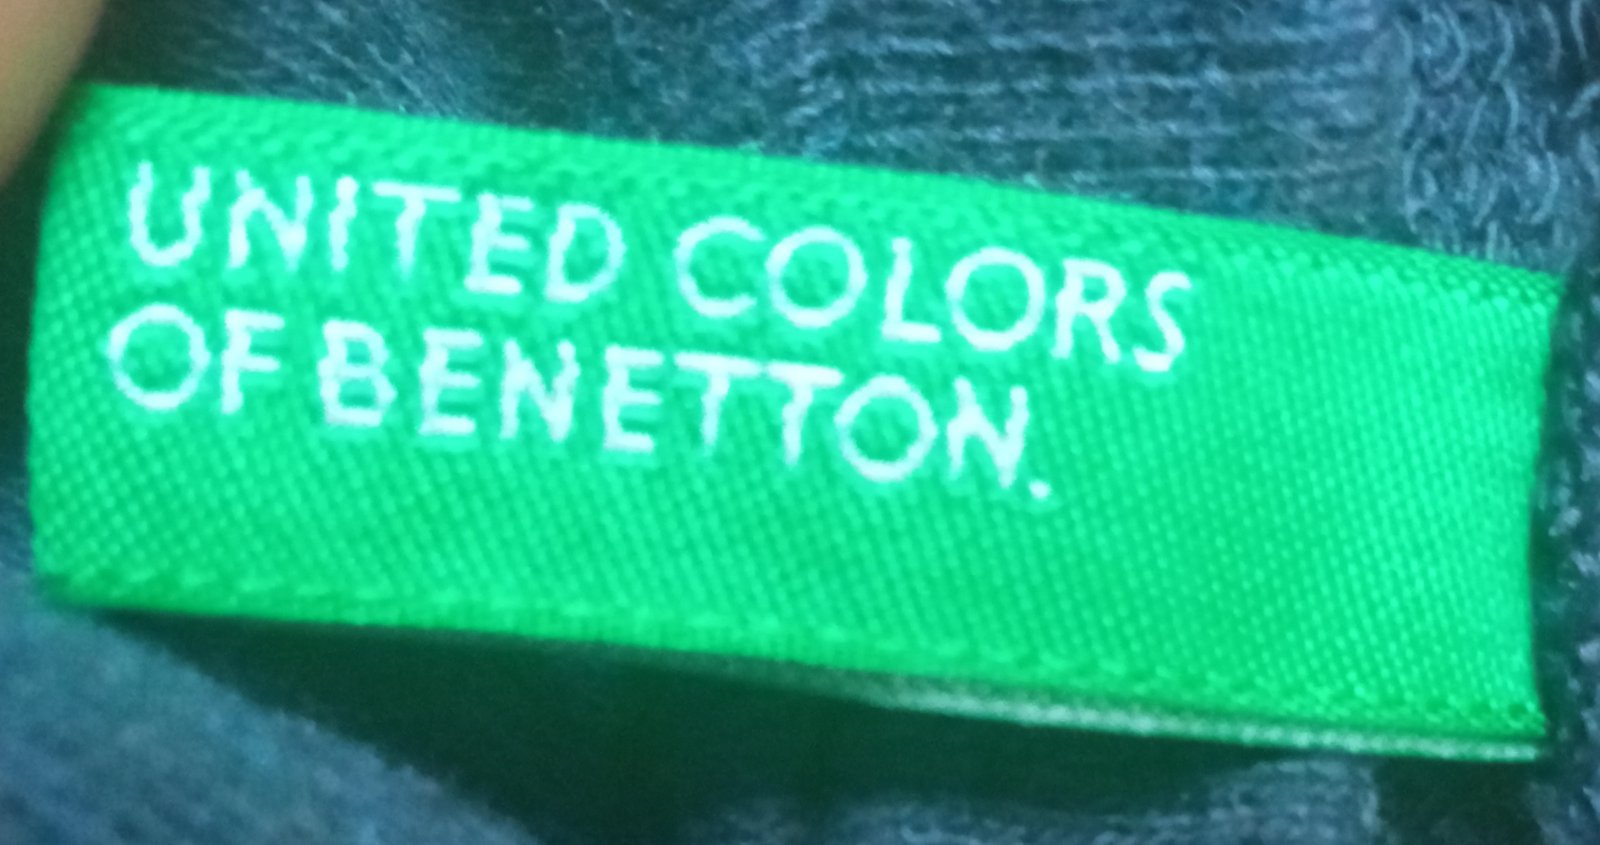 UNITED COLORS
OF BENETTON.